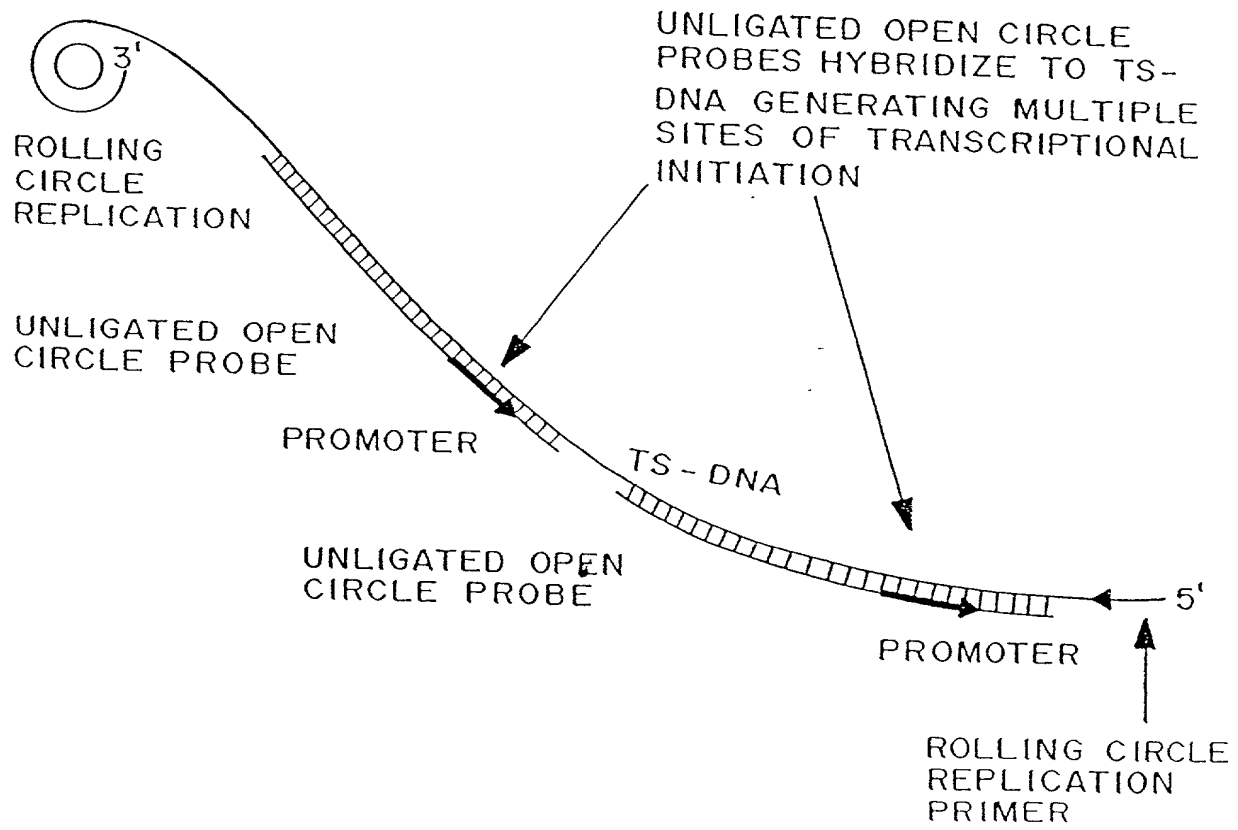 UNLIGATED OPEN CIRCLE
PROBES HYBRIDIZE TO TS-
DNA GENERATING MULTIPLE
SITES OF TRANSCRIPTIONAL
INITIATION
3'
ROLLING
CIRCLE
REPLICATION
UNLIGATED OPEN
CIRCLE PROBE
PROMOTER
TS-DNA
UNLIGATED OPEN
CIRCLE PROBE
5'
PROMOTER
ROLLING CIRCLE
REPLICATION
PRIMER